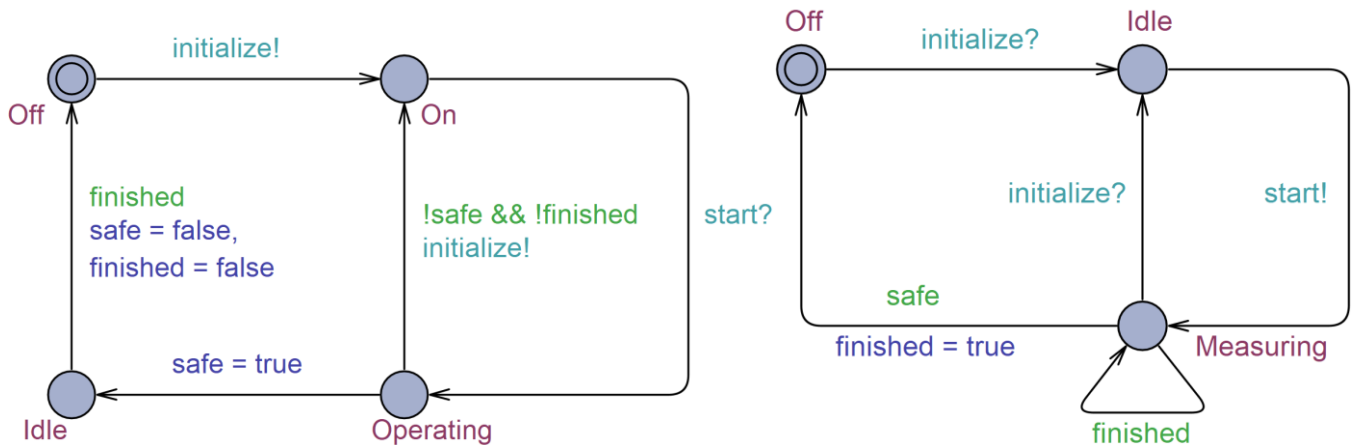 initialize!
Off
On
finished
safe = false,
finished = false
!safe && !finished
initialize!
start?
safe = true
Idle
Operating
Off
Idle
initialize?
initialize?
start!
safe
finished = true
Measuring
finished